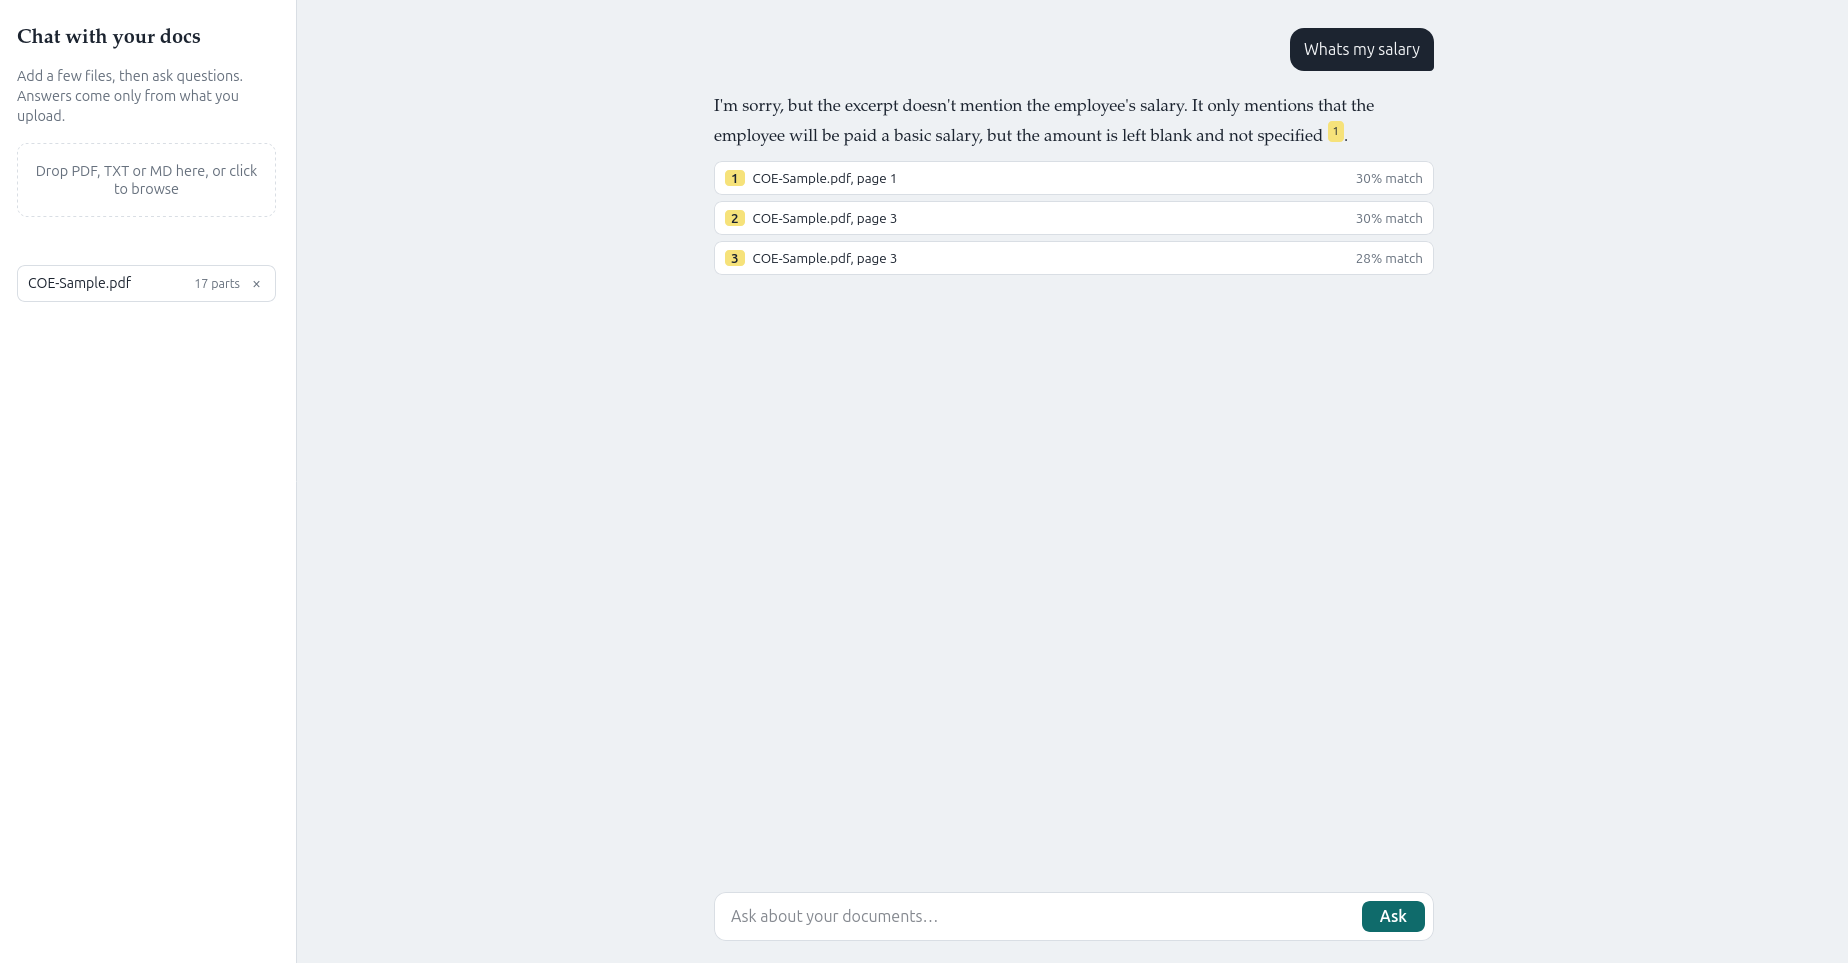 Chat with your docs
Add a few files, then ask questions.
Answers come only from what you
upload.
Drop PDF, TXT or MD here, or click
to browse
COE-Sample.pdf 17 parts ×
Whats my salary
I'm sorry, but the excerpt doesn't mention the employee's salary. It only mentions that the
employee will be paid a basic salary, but the amount is left blank and not specified 1.
1 COE-Sample.pdf, page 1 30% match
2 COE-Sample.pdf, page 3 30% match
3 COE-Sample.pdf, page 3 28% match
Ask about your documents… Ask